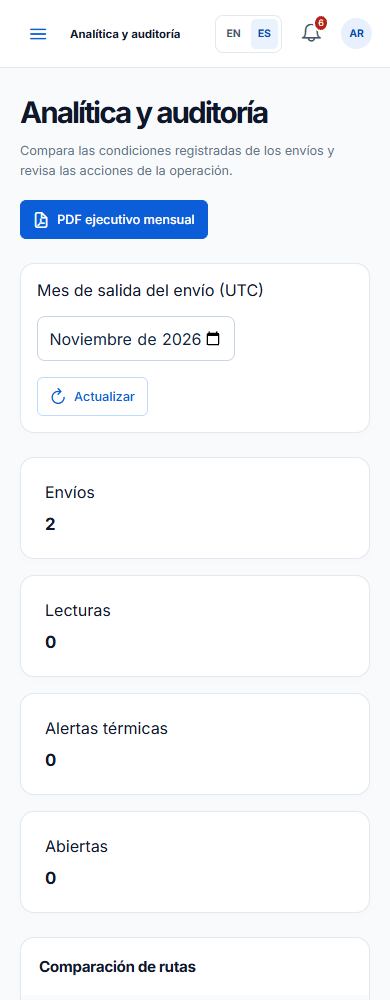 Analítica y auditoría
EN
ES
6
AR
Analítica y auditoría
Compara las condiciones registradas de los envíos y
revisa las acciones de la operación.
PDF ejecutivo mensual
Mes de salida del envío (UTC)
Noviembre de 2026
Actualizar
Envíos
2
Lecturas
0
Alertas térmicas
0
Abiertas
0
Comparación de rutas